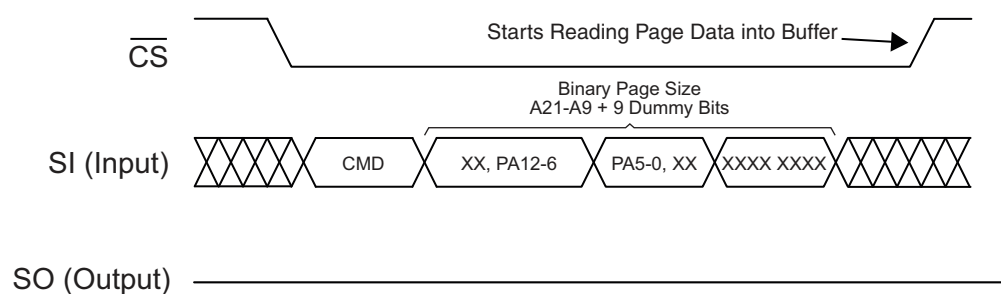 CS
Starts Reading Page Data into Buffer
Binary Page Size
A21-A9 + 9 Dummy Bits
SI (Input)
CMD
XX, PA12-6
PA5-0, XX
XXXX XXXX
SO (Output)